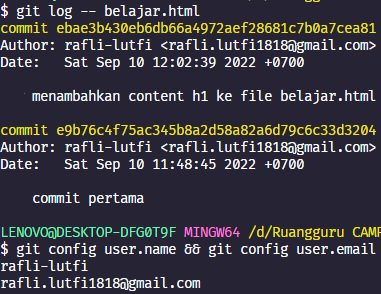 $ git log -- belajar.html
commit ebae3b430eb6db66a4972aef28681c7b0a7cea81
Author: rafli-lutfi <rafli.lutfi1818@gmail.com>
Date:   Sat Sep 10 12:02:39 2022 +0700
menambahkan content h1 ke file belajar.html
commit e9b76c4f75ac345b8a2d58a82a6d79c6c33d3204
Author: rafli-lutfi <rafli.lutfi1818@gmail.com>
Date:   Sat Sep 10 11:48:45 2022 +0700
commit pertama
LENOVO@DESKTOP-DFG0T9F MINGW64 /d/Ruangguru CAMP
$ git config user.name && git config user.email
rafli-lutfi
rafli.lutfi1818@gmail.com